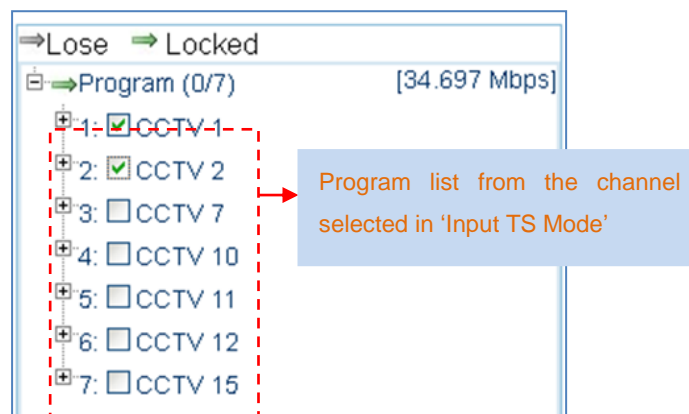 Lose Locked
Program (0/7) [34.697 Mbps]
1: CCTV 1
2: CCTV 2
3: CCTV 7
4: CCTV 10
5: CCTV 11
6: CCTV 12
7: CCTV 15
Program list from the channel
selected in ‘Input TS Mode’